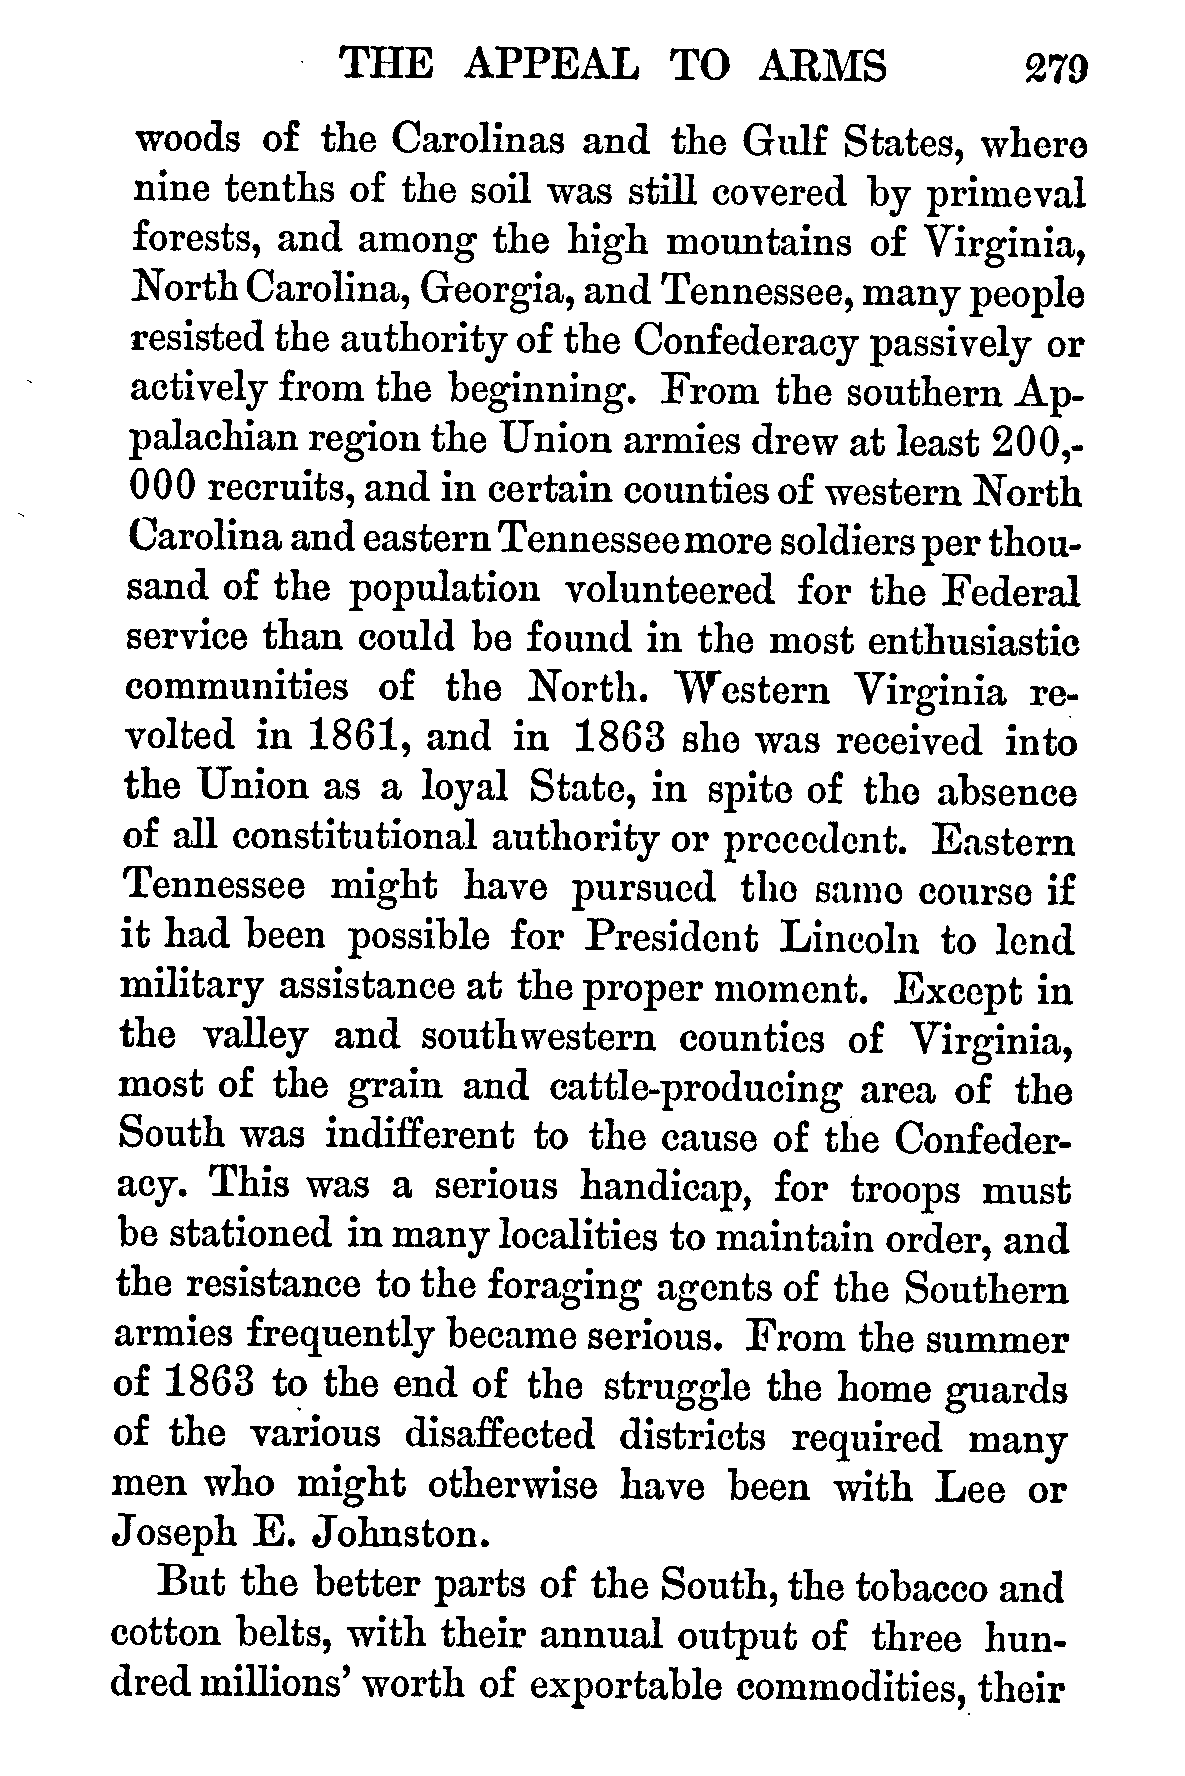 THE APPEAL TO ARMS 279
woods of the Carolinas and the Gulf States, where
nine tenths of the soil was still covered by primeval
forests, and among the high mountains of Virginia,
North Carolina, Georgia, and Tennessee, many people
resisted the authority of the Confederacy passively or
actively from the beginning. From the southern Ap-
palachian region the Union armies drew at least 200,-
000 recruits, and in certain counties of western North
Carolina and eastern Tennessee more soldiers per thou-
sand of the population volunteered for the Federal
service than could be found in the most enthusiastic
communities of the North. Western Virginia re-
volted in 1861, and in 1863 she was received into
the Union as a loyal State, in spite of the absence
of all constitutional authority or precedent. Eastern
Tennessee might have pursued the same course if
it had been possible for President Lincoln to lend
military assistance at the proper moment. Except in
the valley and southwestern counties of Virginia,
most of the grain and cattle-producing area of the
South was indifferent to the cause of the Confeder-
acy. This was a serious handicap, for troops must
be stationed in many localities to maintain order, and
the resistance to the foraging agents of the Southern
armies frequently became serious. From the summer
of 1863 to the end of the struggle the home guards
of the various disaffected districts required many
men who might otherwise have been with Lee or
Joseph E. Johnston.
But the better parts of the South, the tobacco and
cotton belts, with their annual output of three hun-
dred millions' worth of exportable commodities, their